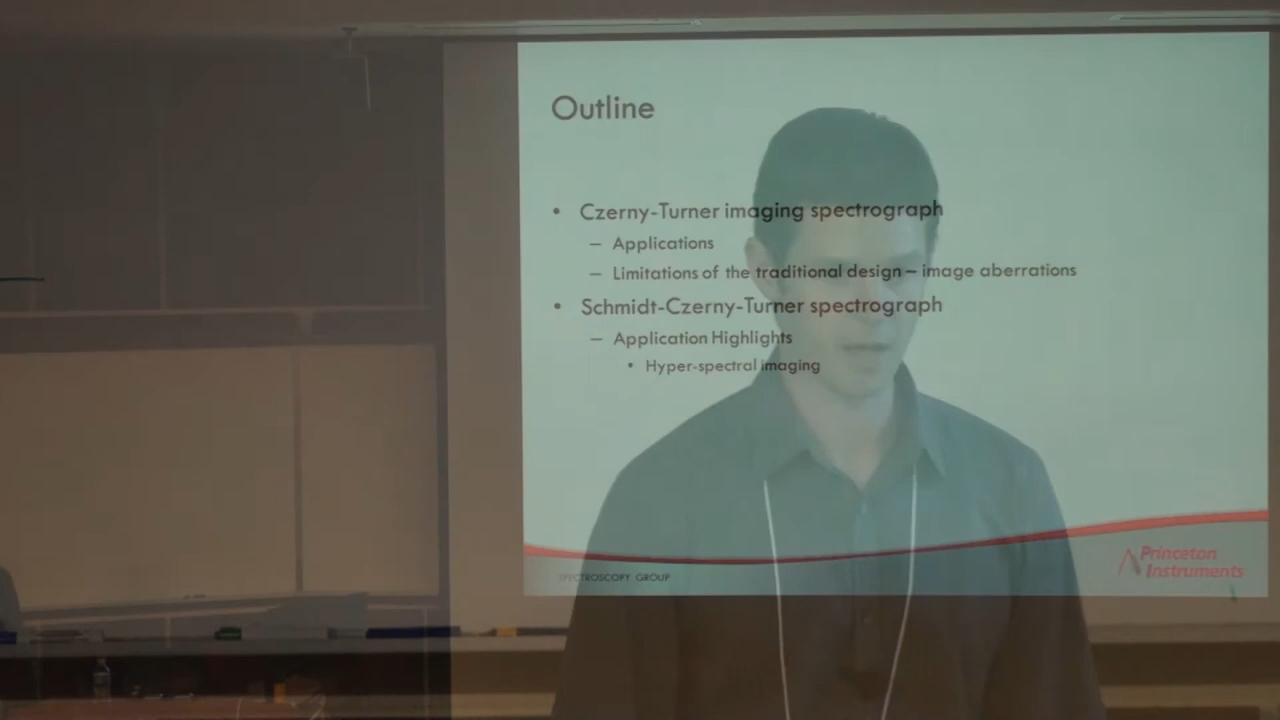 Outline
• Czerny-Turner imaging spectrograph
– Applications
– Limitations of the traditional design – image aberrations
• Schmidt-Czerny-Turner spectrograph
– Application Highlights
• Hyper-spectral imaging
SPECTROSCOPY GROUP
Princeton
Instruments